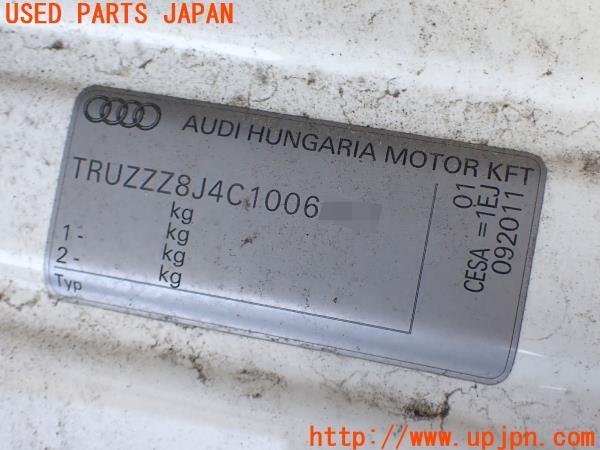 USED PARTS JAPAN
AUDI HUNGARIA MOTOR KFT
TRUZZZ8J4C1006
kg
1- kg
2- kg
Typ
01
CESA =1EJ
092011
http://www.upjpn.com/